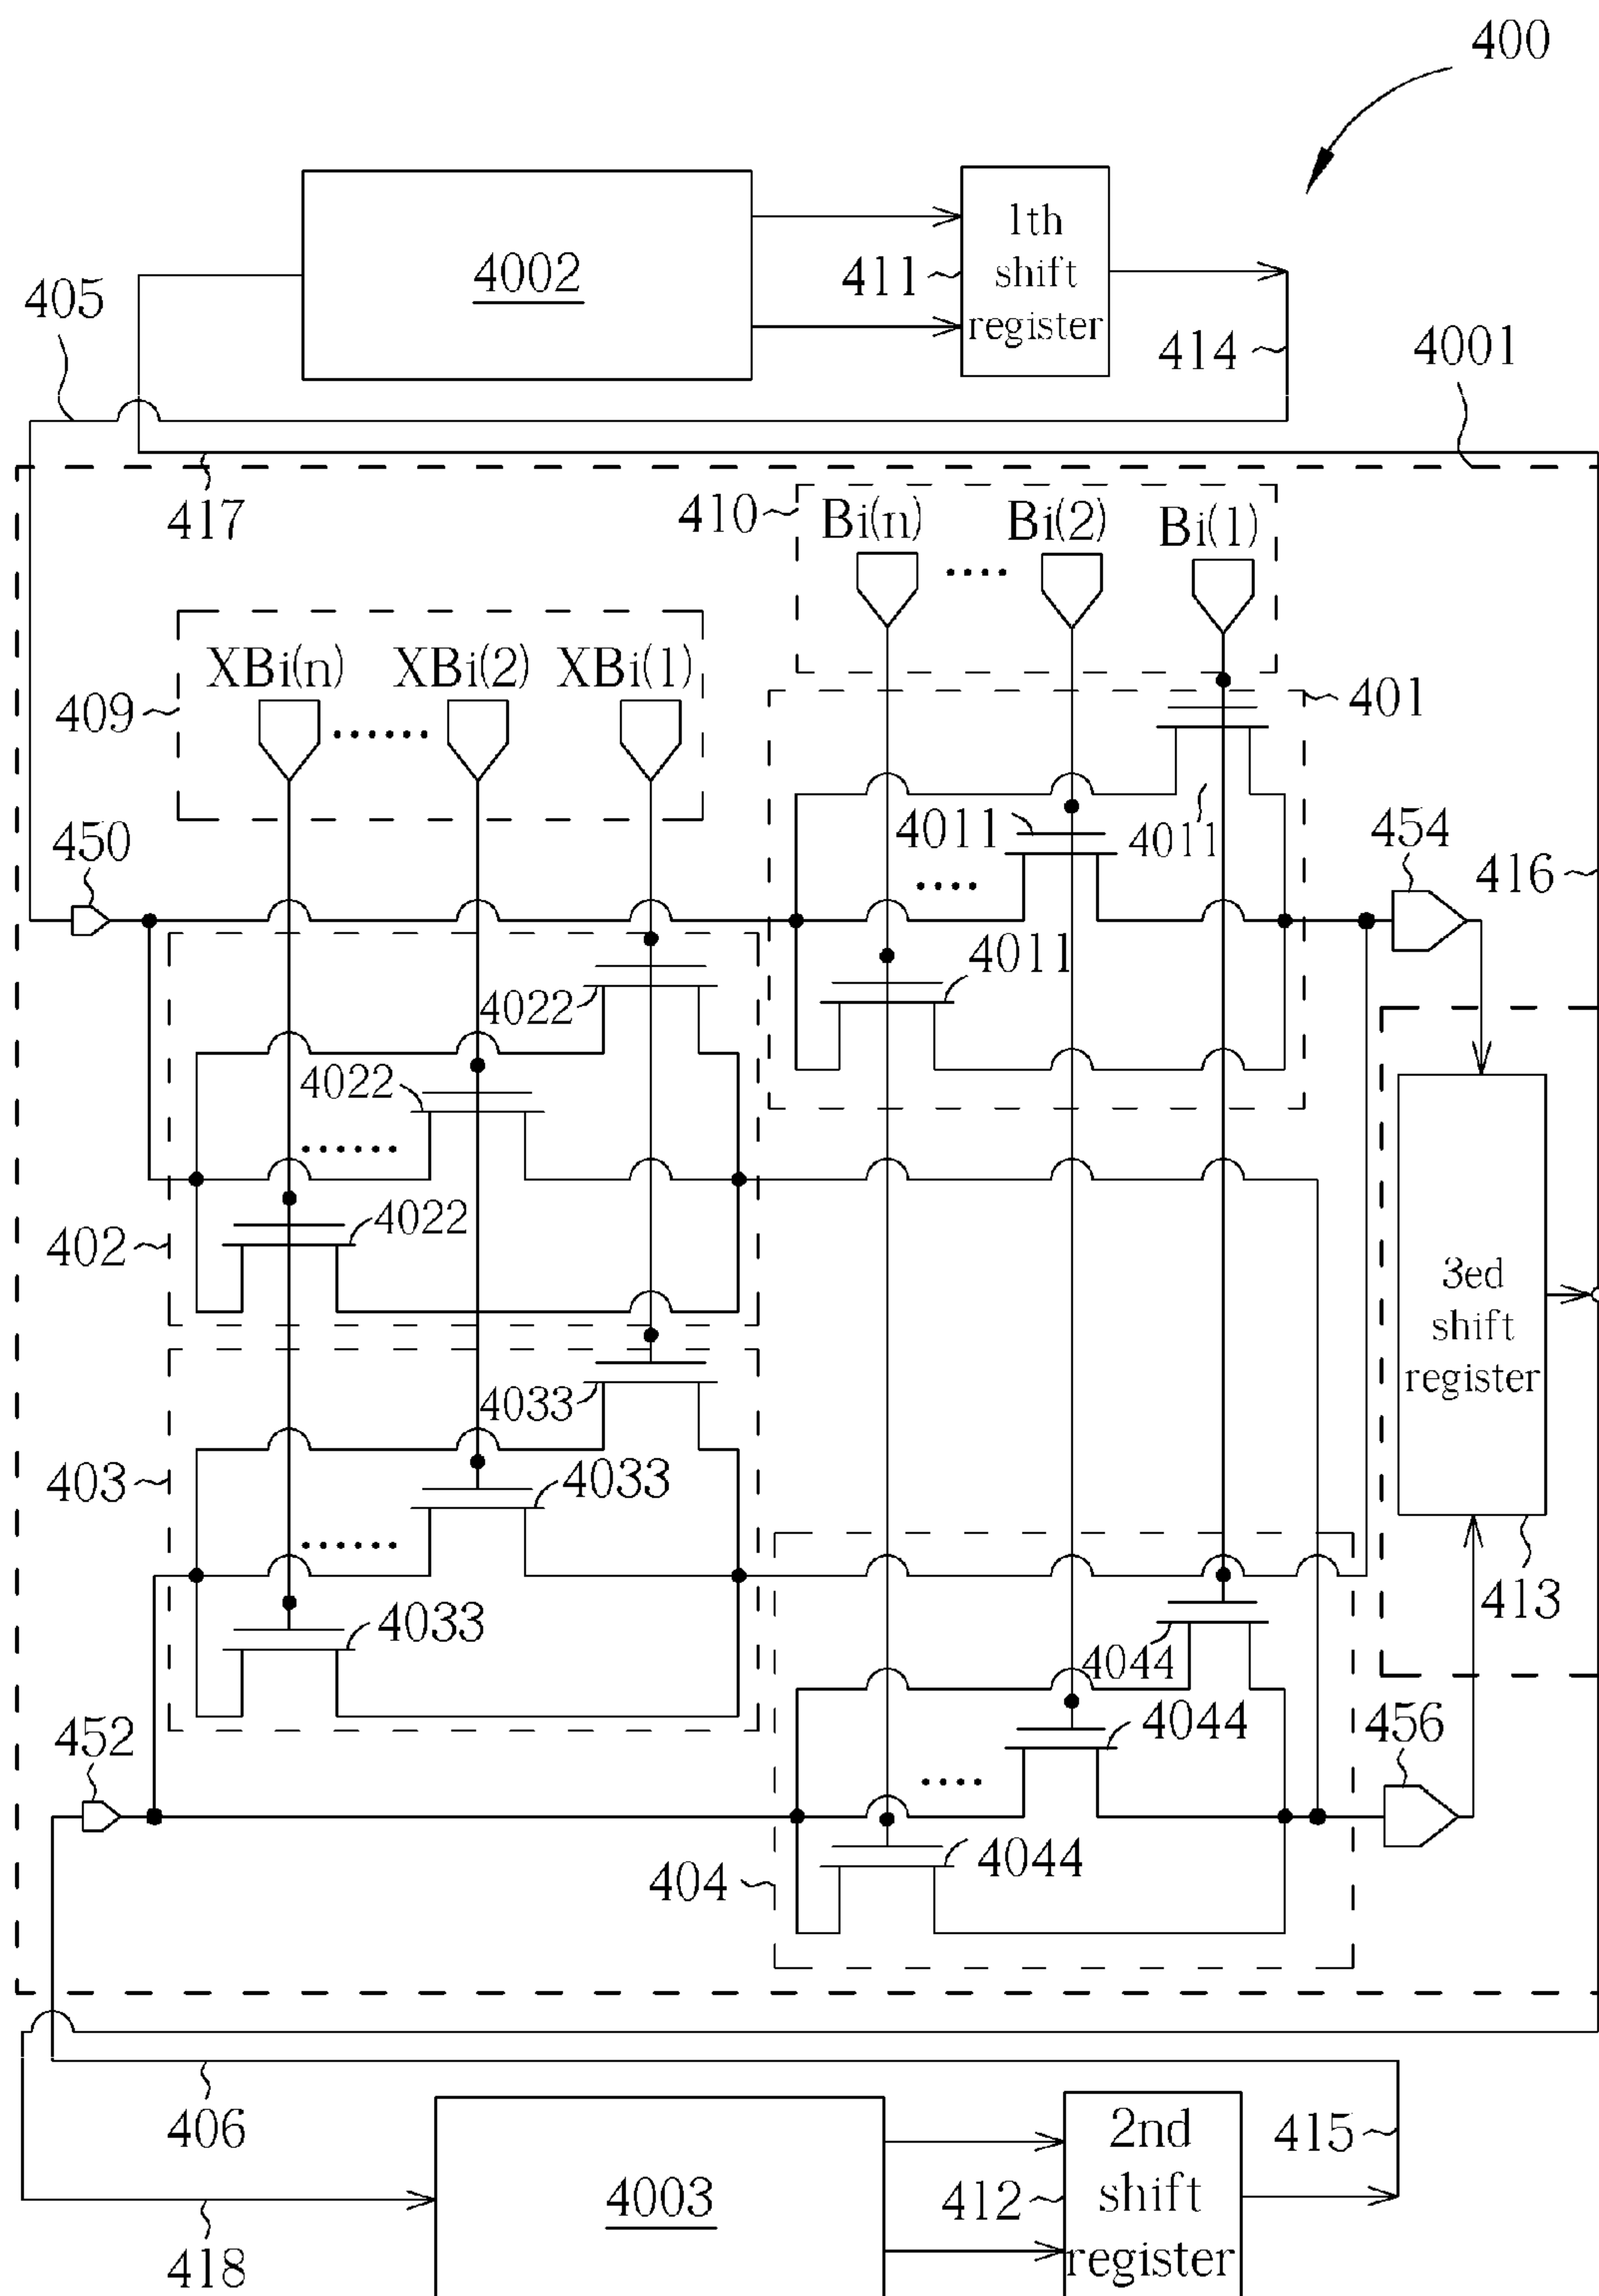 400
4002
411
1th
shift
register
405
414
4001
417
410
Bi(n)
....
Bi(2)
Bi(1)
409
XBi(n)
......
XBi(2)
XBi(1)
401
450
4011
4011
....
454
416
4011
4022
4022
......
4022
402
3ed
shift
register
4033
403
4033
......
4033
413
4044
452
4044
....
456
404
4044
406
415
2nd
shift
register
412
4003
418